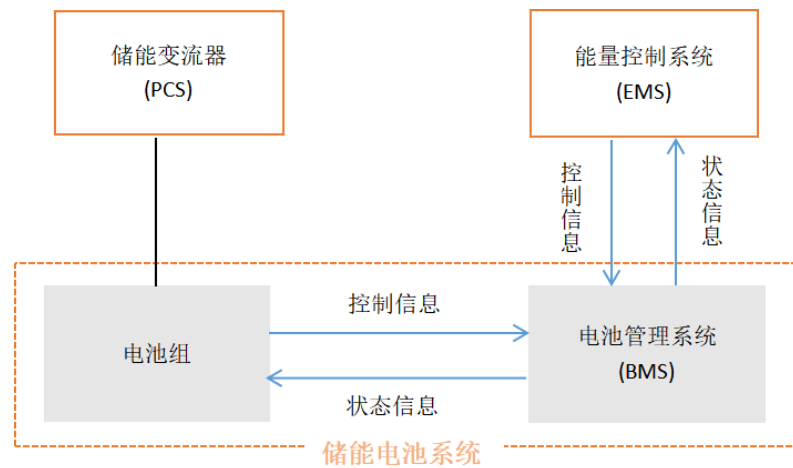 储能变流器
(PCS)
能量控制系统
(EMS)
控制信息
状态信息
电池组
控制信息
状态信息
电池管理系统
(BMS)
储能电池系统